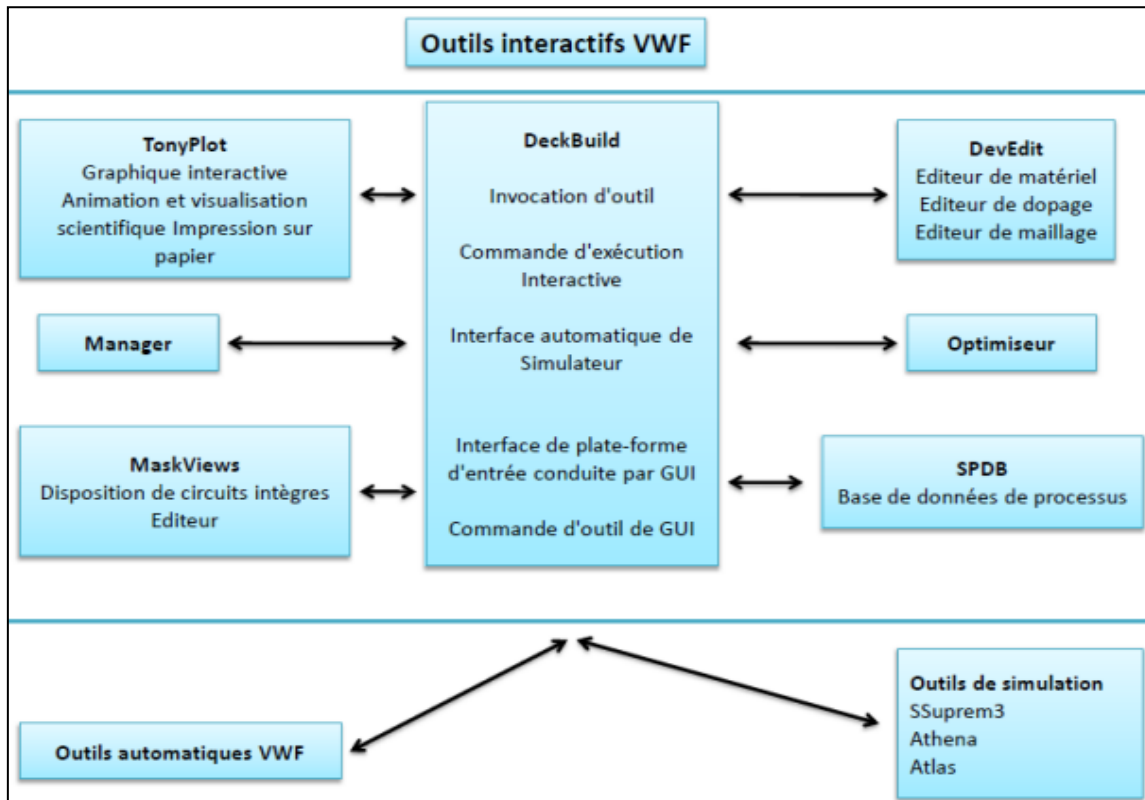 Outils interactifs VWF
TonyPlot
Graphique interactive
Animation et visualisation
scientifique Impression sur
papier
DeckBuild
Invocation d'outil
Commande d'exécution
Interactive
Interface automatique de
Simulateur
Interface de plate-forme
d'entrée conduite par GUI
Commande d'outil de GUI
DevEdit
Editeur de matériel
Editeur de dopage
Editeur de maillage
Manager
Optimiseur
MaskViews
Disposition de circuits intègres
Editeur
SPDB
Base de données de processus
Outils automatiques VWF
Outils de simulation
SSuprem3
Athena
Atlas